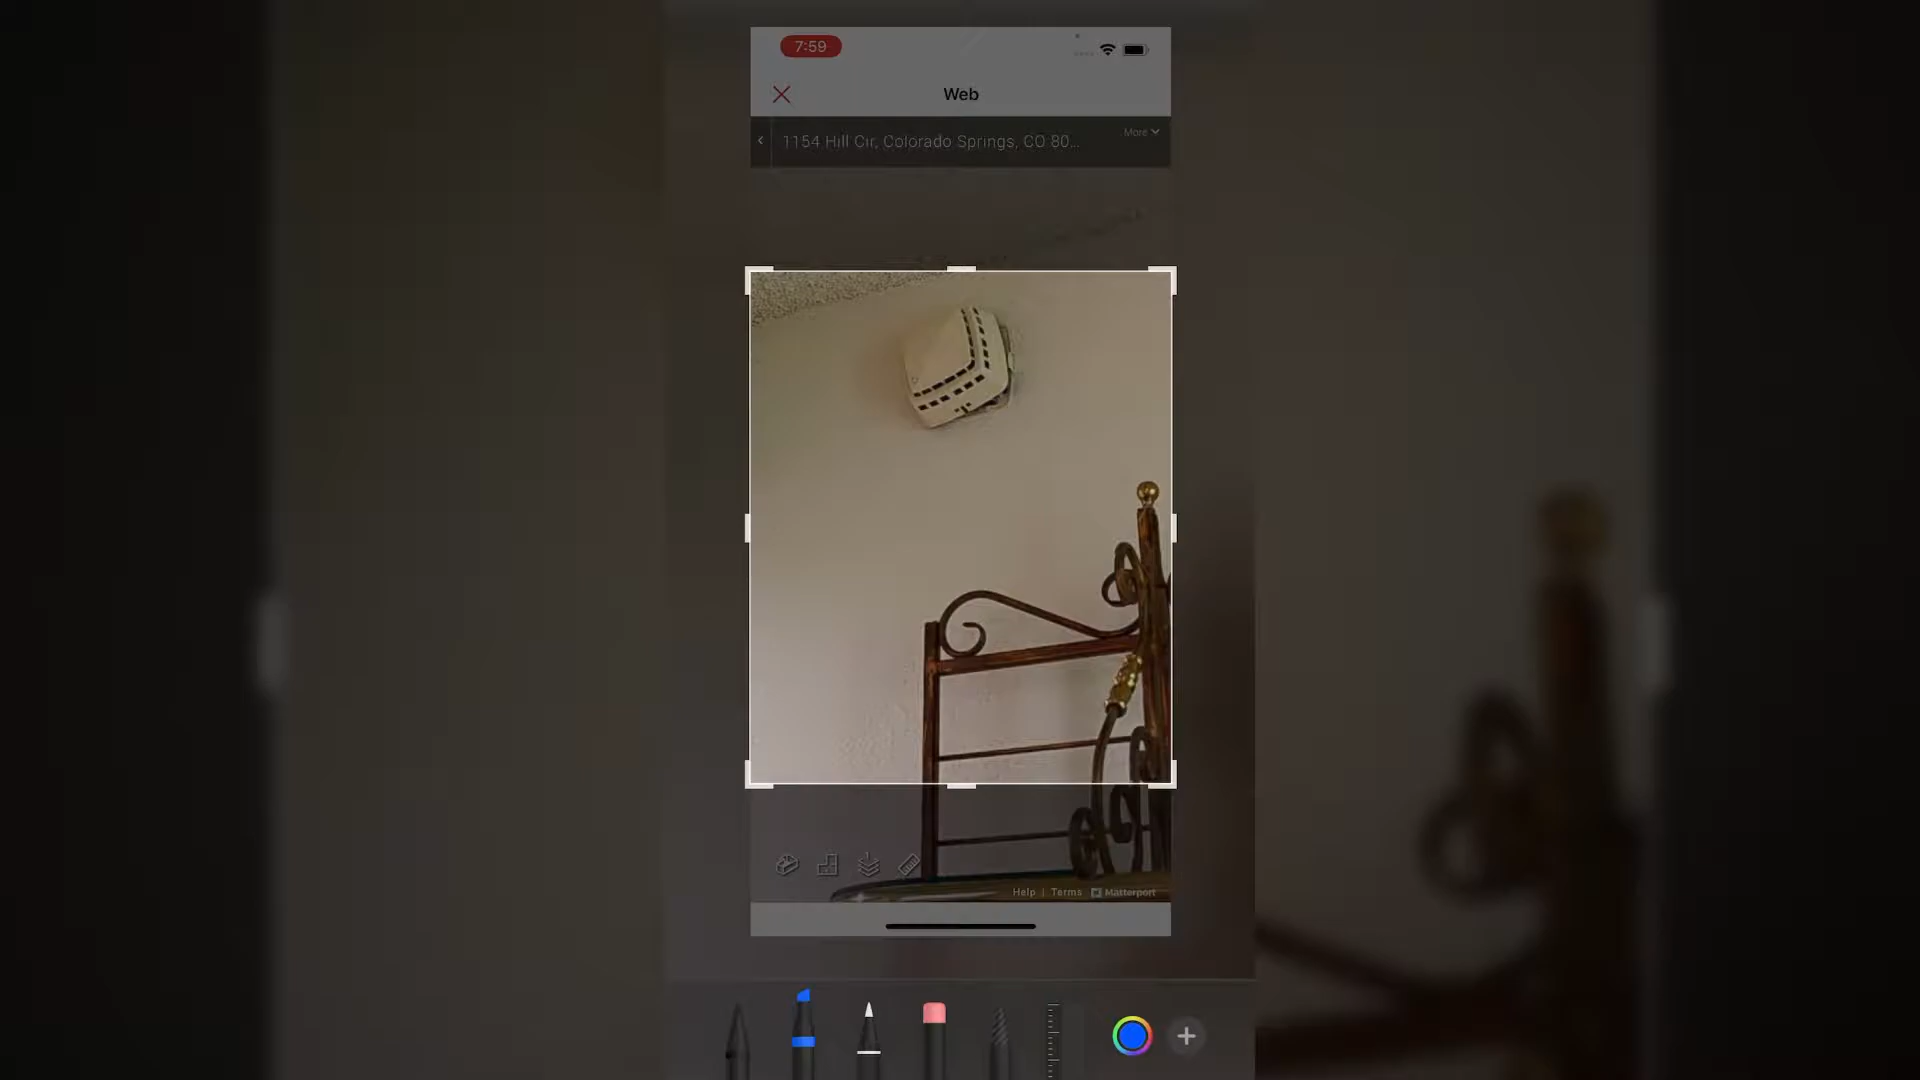 7:59
Web
1154 Hill Cir, Colorado Springs, CO 80...
More
Help | Terms Matterport